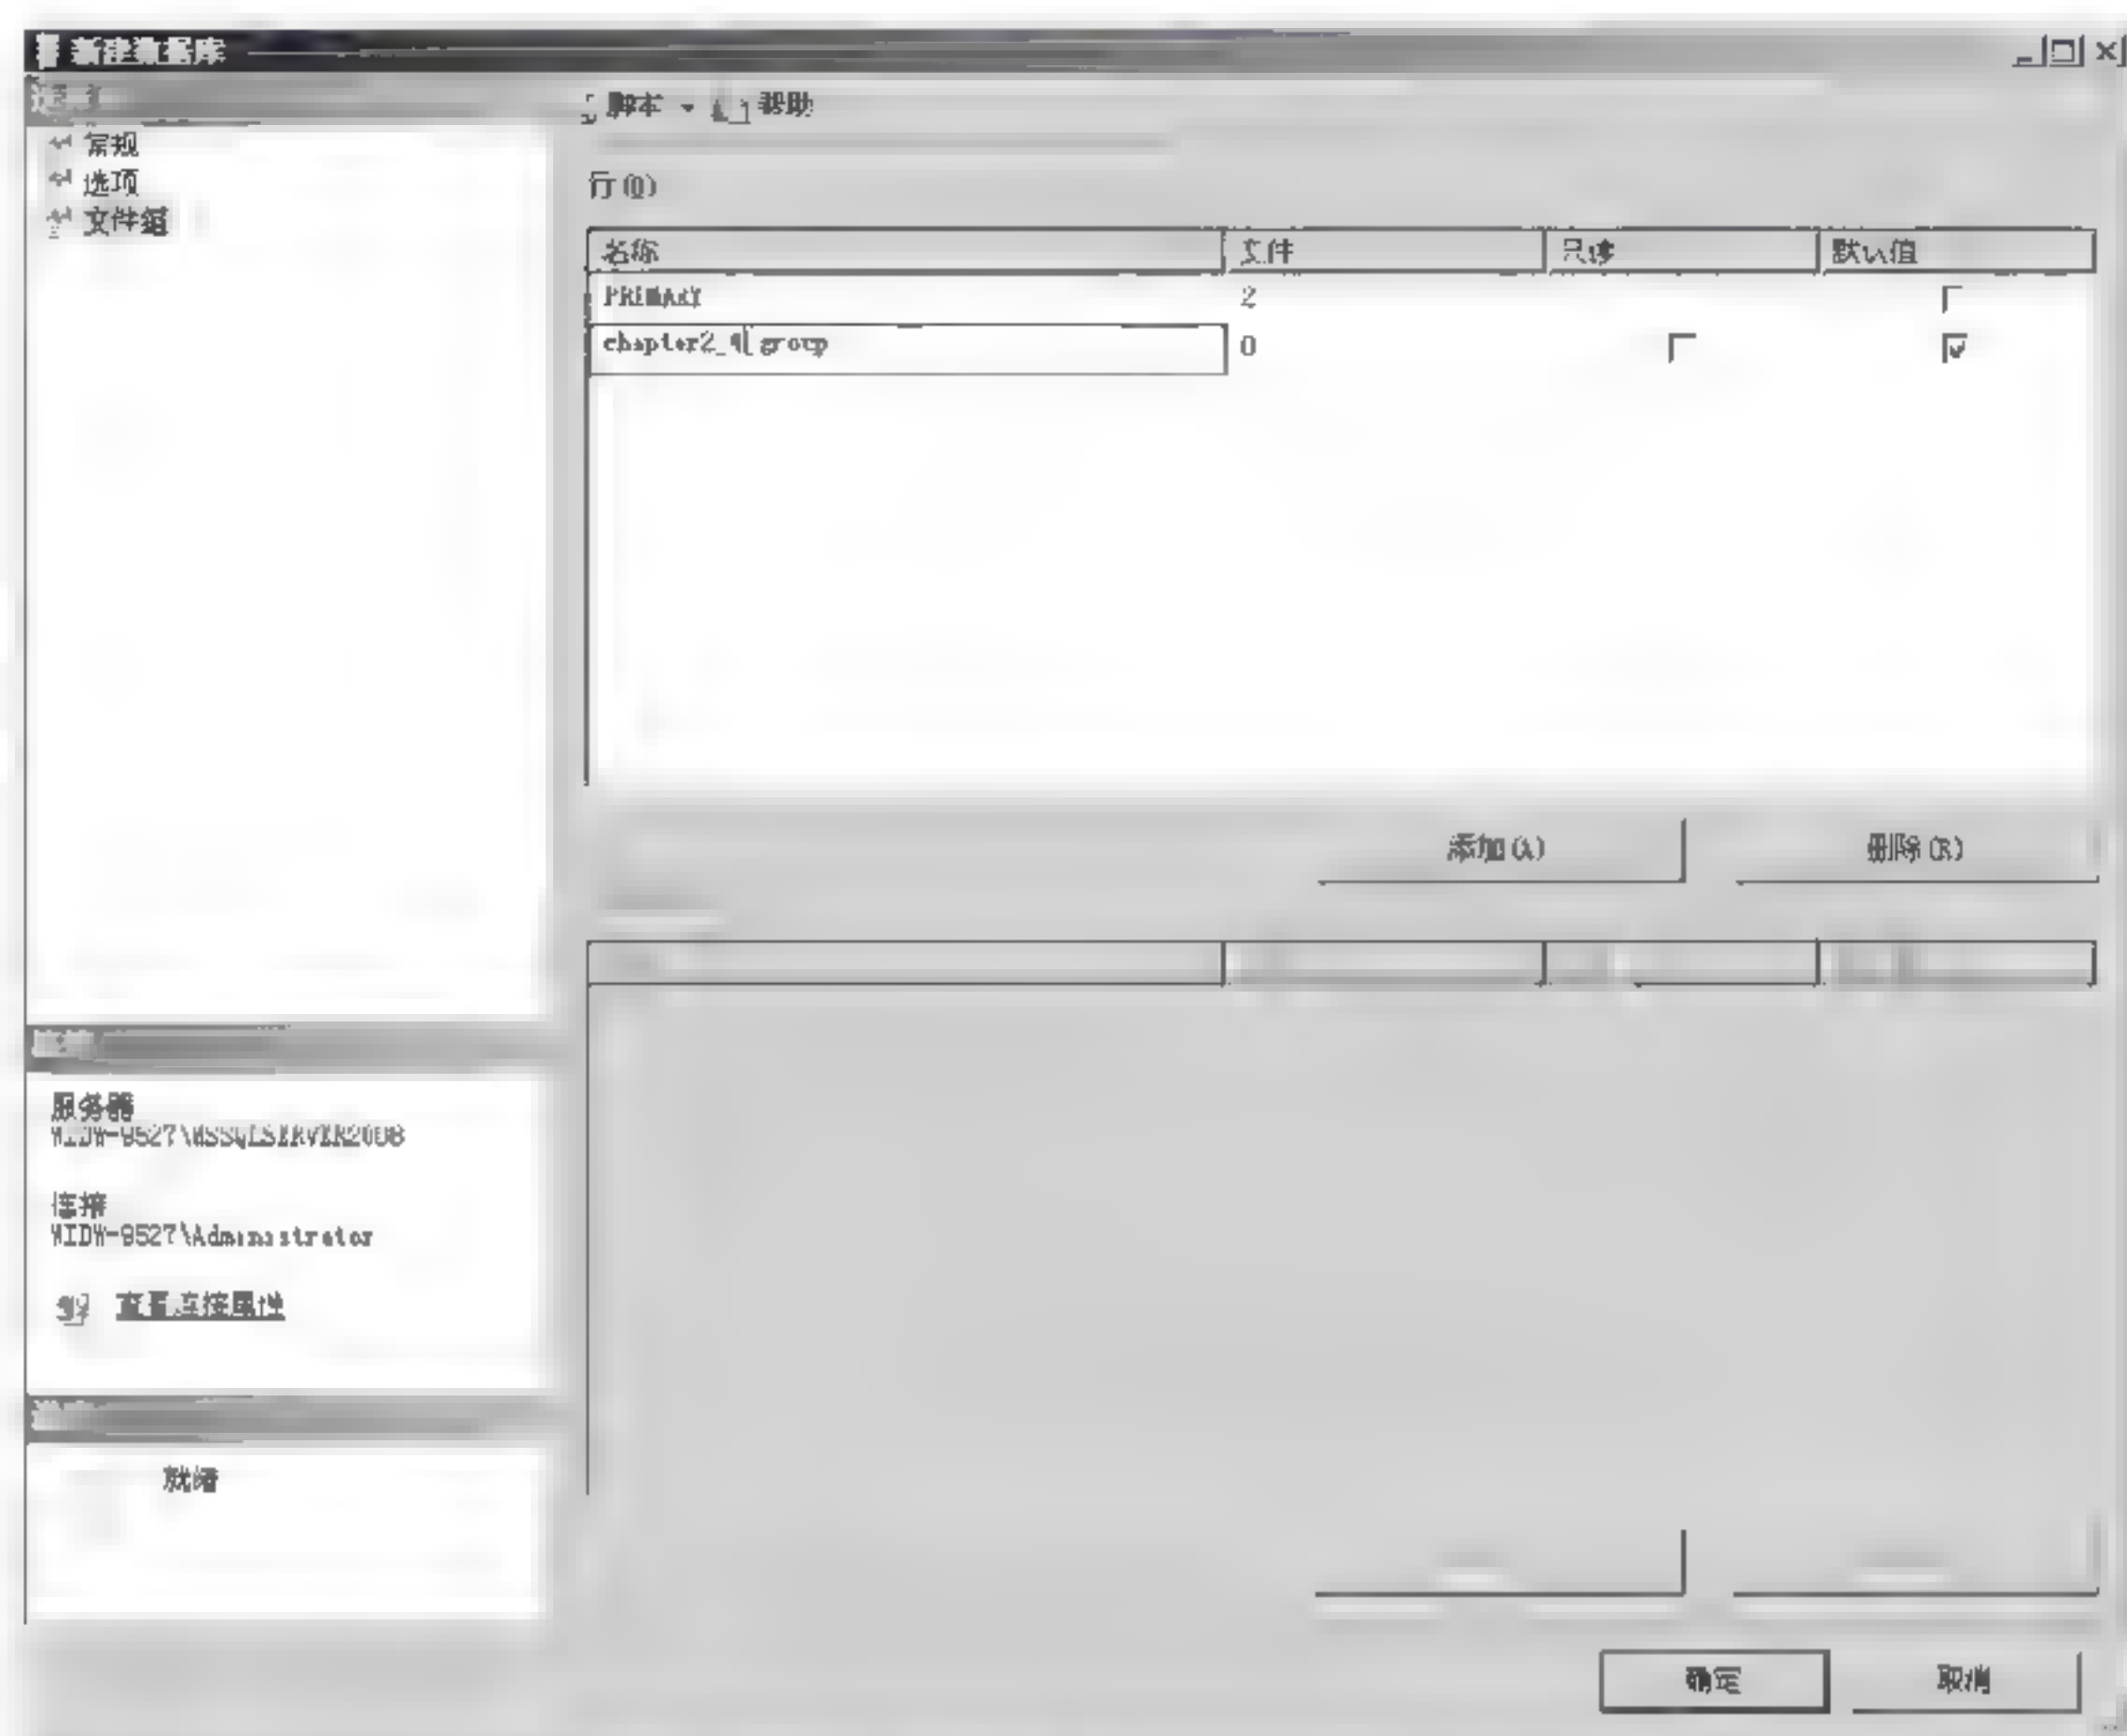 新建数据库
脚本 帮助
常规
选项
文件组
行(O)
名称 文件 只读 默认值
PRIMARY 2
group 0
添加(A) 删除(R)
服务器
WIDW-9527\MSSQLSERVER2008
连接
WIDW-9527\Administrator
查看连接属性
就绪
确定 取消